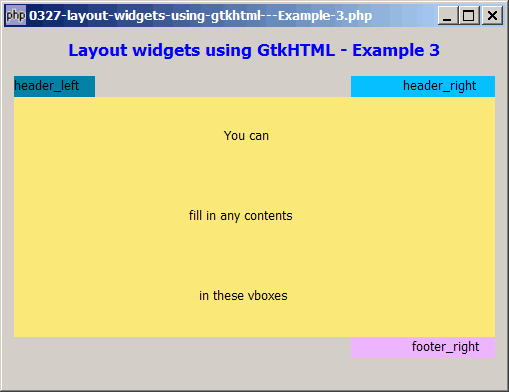 php 0327-layout-widgets-using-gtkhtml---Example-3.php
Layout widgets using GtkHTML - Example 3
header_left header_right
You can
fill in any contents
in these vboxes
footer_right